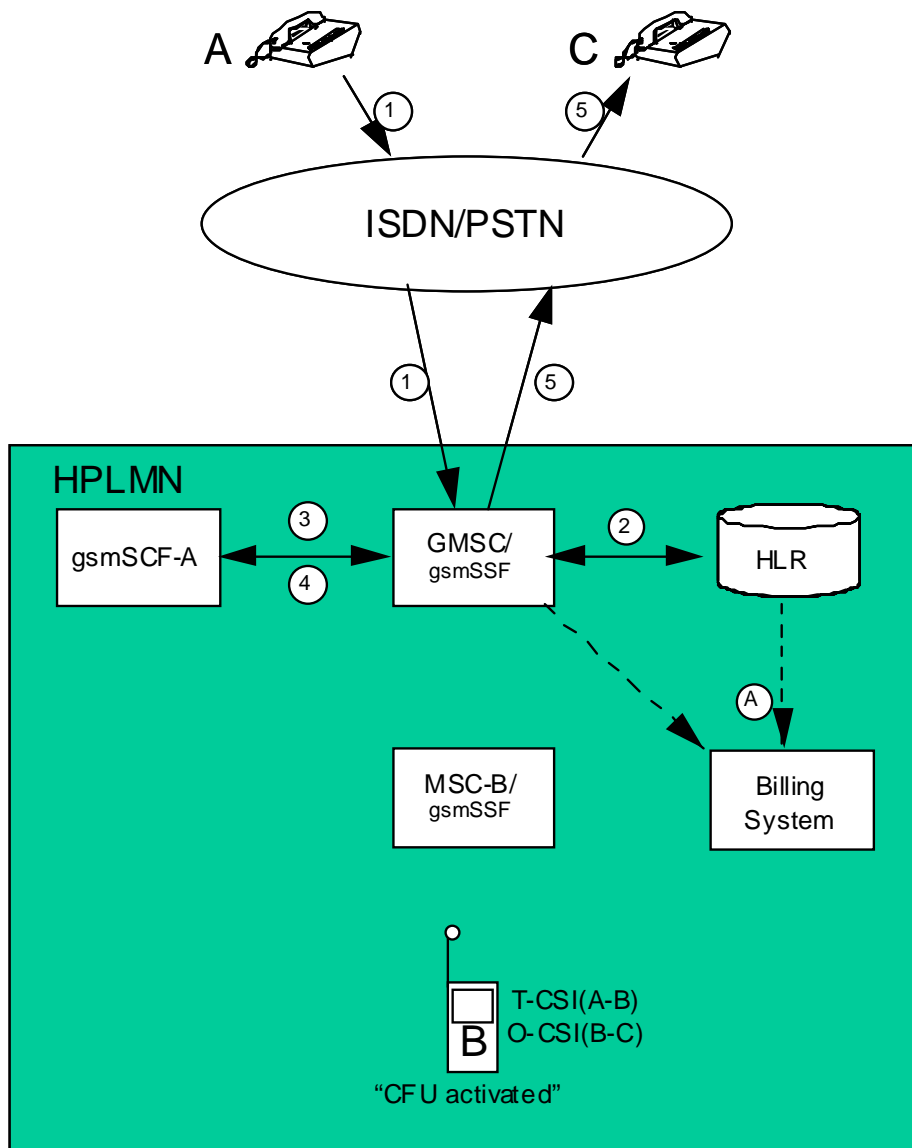 A
C
1
5
ISDN/PSTN
1
5
HPLMN
gsmSCF-A
3
4
GMSC/
gsmSSF
2
HLR
A
MSC-B/
gsmSSF
Billing
System
B
T-CSI(A-B)
O-CSI(B-C)
“CFU activated”